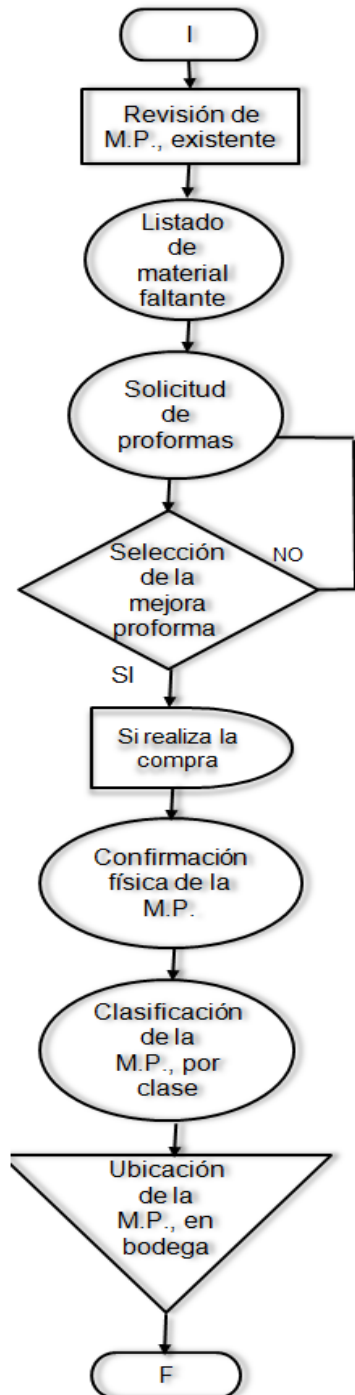 I
Revisión de
M.P., existente
Listado
de
material
faltante
Solicitud
de
proformas
Selección
de la
mejora
proforma
NO
SI
Si realiza la
compra
Confirmación
física de la
M.P.
Clasificación
de la
M.P., por
clase
Ubicación
de la
M.P., en
bodega
F